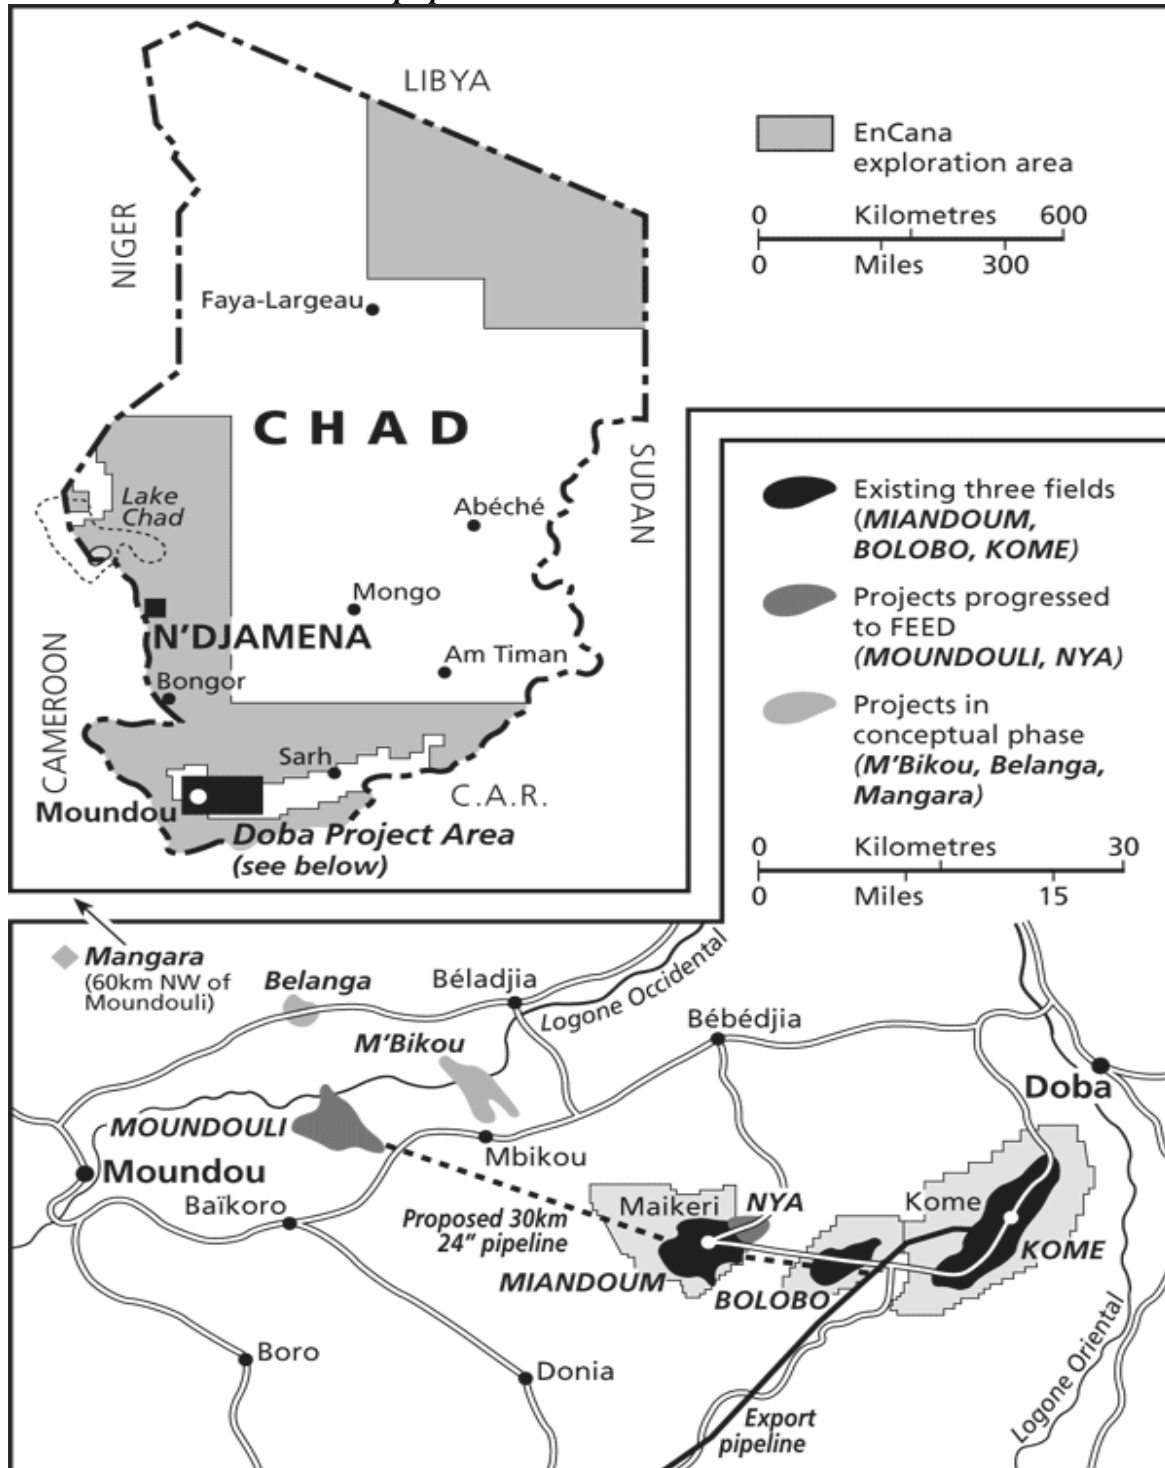 LIBYA
NIGER
Faya-Largeau
CHAD
SUDAN
Lake
Chad
Abéché
Mongo
N'DJAMENA
Am Timan
CAMEROON
Bongor
Sarh
C.A.R.
Moundou
Doba Project Area
(see below)
EnCana
exploration area
0 Kilometres 600
0 Miles 300
Existing three fields
(MIANDOUM,
BOLOBO, KOME)
Projects progressed
to FEED
(MOUNDOULI, NYA)
Projects in
conceptual phase
(M'Bikou, Belanga,
Mangara)
0 Kilometres 30
0 Miles 15
Mangara
(60km NW of
Moundouli)
Belanga
Béladjia
Logone Occidental
M'Bikou
Bébédjia
Doba
MOUNDOULI
Mbikou
Moundou
Baïkoro
Proposed 30km
24" pipeline
Maikeri
NYA
Kome
KOME
MIANDOUM
BOLOBO
Boro
Donia
Export
pipeline
Logone Oriental